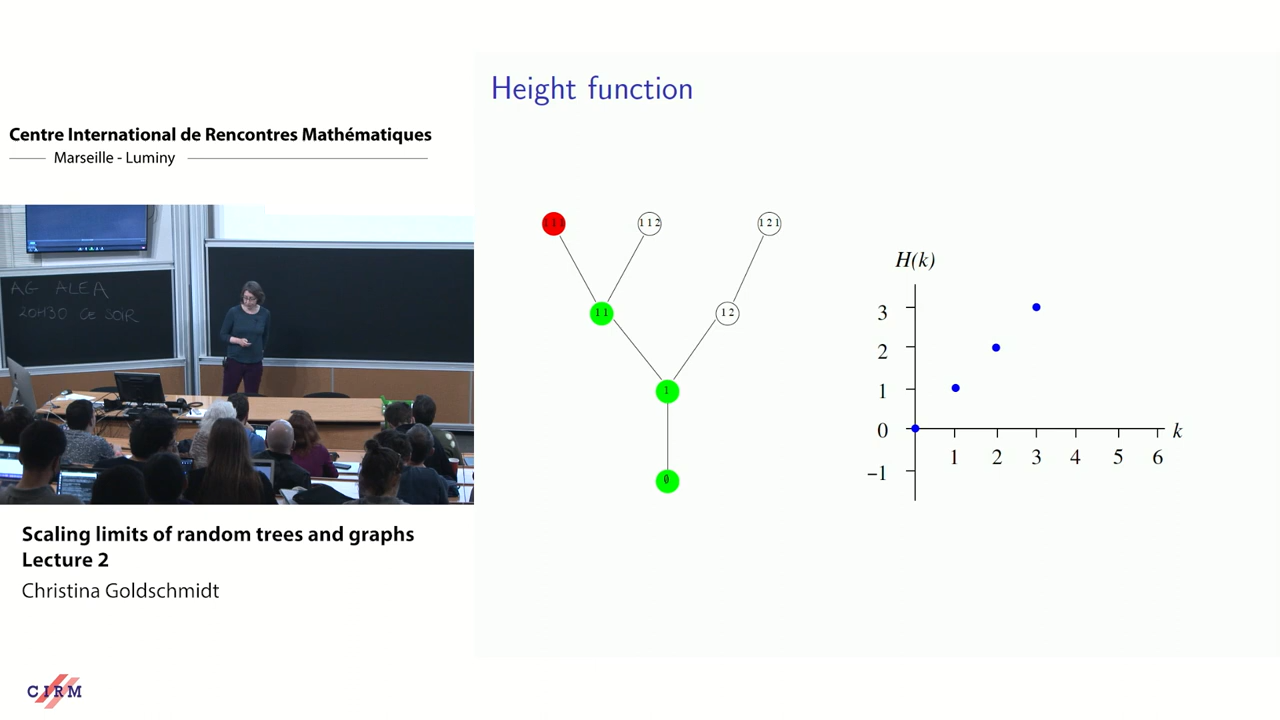 Centre International de Rencontres Mathématiques
Marseille - Luminy
AG ALEA
20H30 CE SOIR
Scaling limits of random trees and graphs
Lecture 2
Christina Goldschmidt
CIRM
Height function
1 1 1
1 1 2
1 2 1
1 1
1 2
1
∅
H(k)
3
2
1
0
−1
1 2 3 4 5 6
k